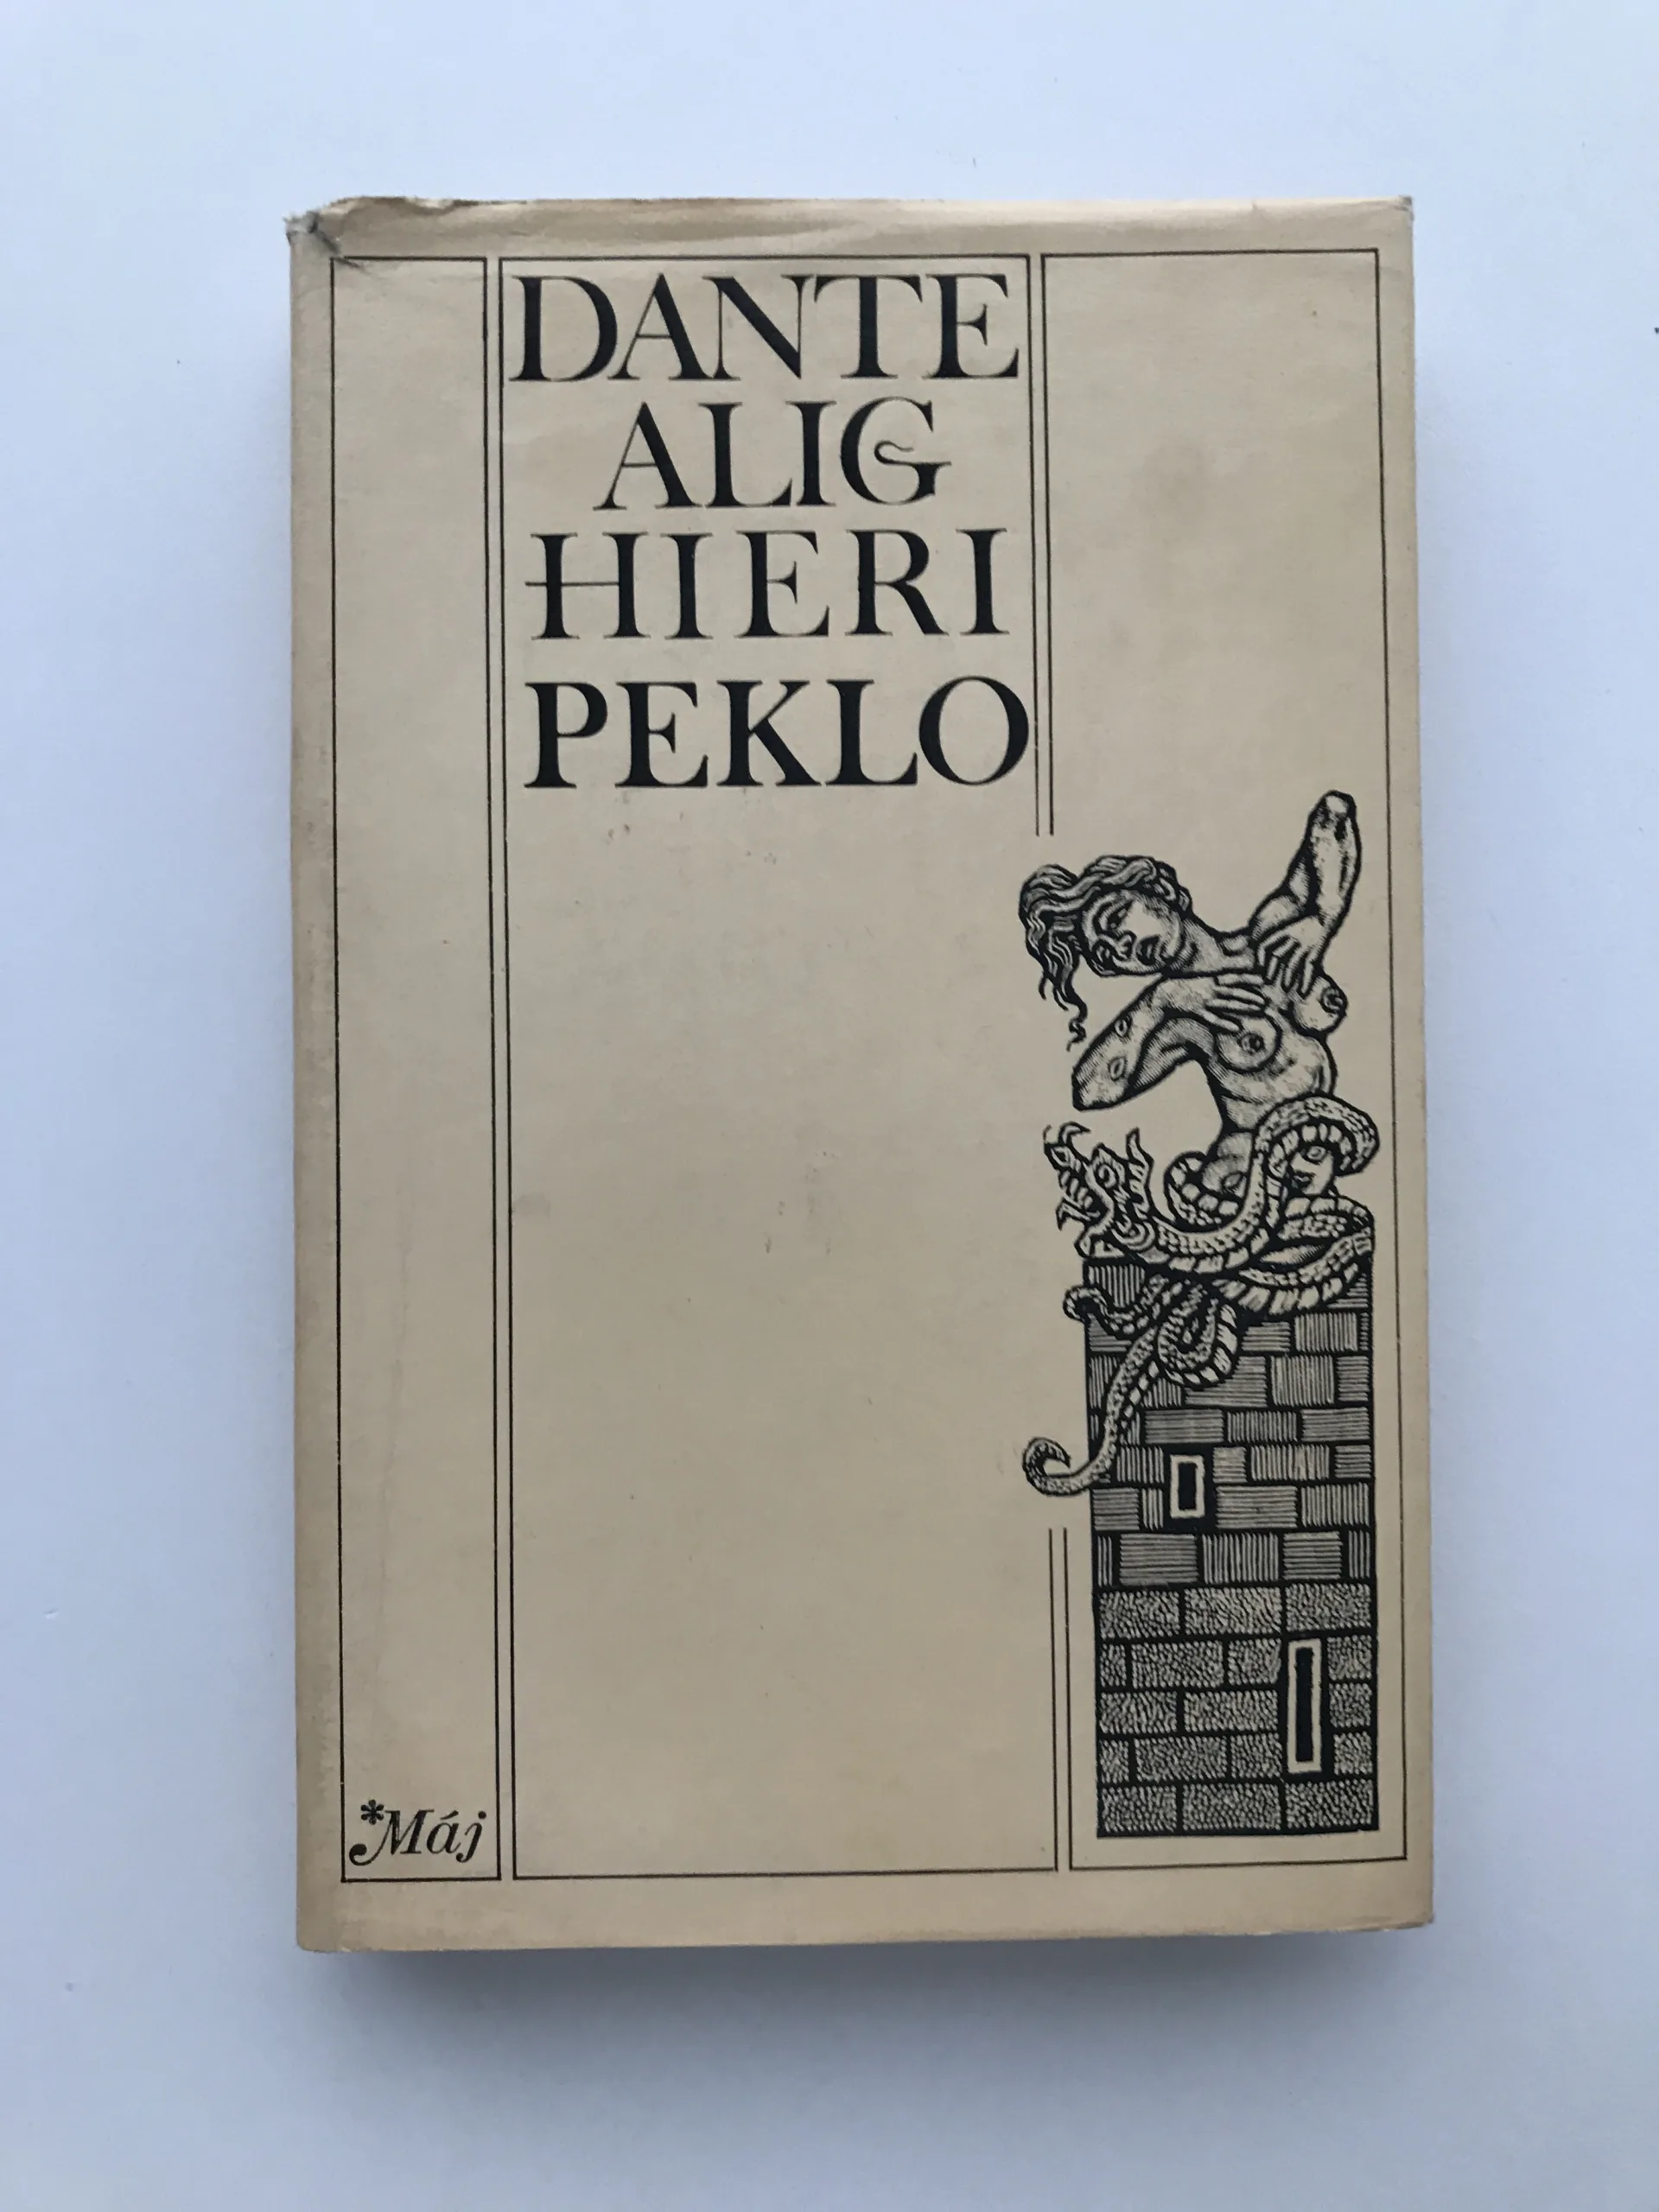 DANTE
ALIG
HIERI
PEKLO
*Máj